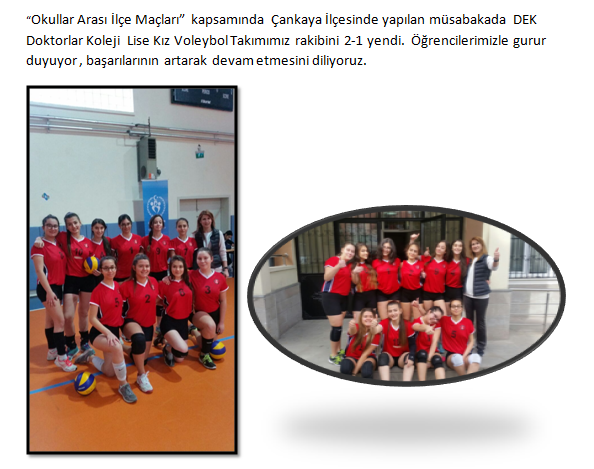 “Okullar Arası İlçe Maçları” kapsamında Çankaya İlçesinde yapılan müsabakada DEK
Doktorlar Koleji Lise Kız Voleybol Takımımız rakibini 2-1 yendi. Öğrencilerimizle gurur
duyuyor , başarılarının artarak devam etmesini diliyoruz.